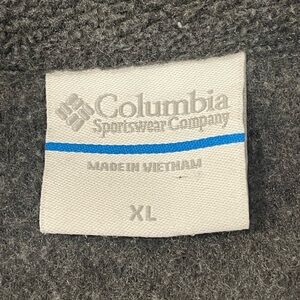 Columbia
Sportswear Company
MADE IN VIETNAM
XL